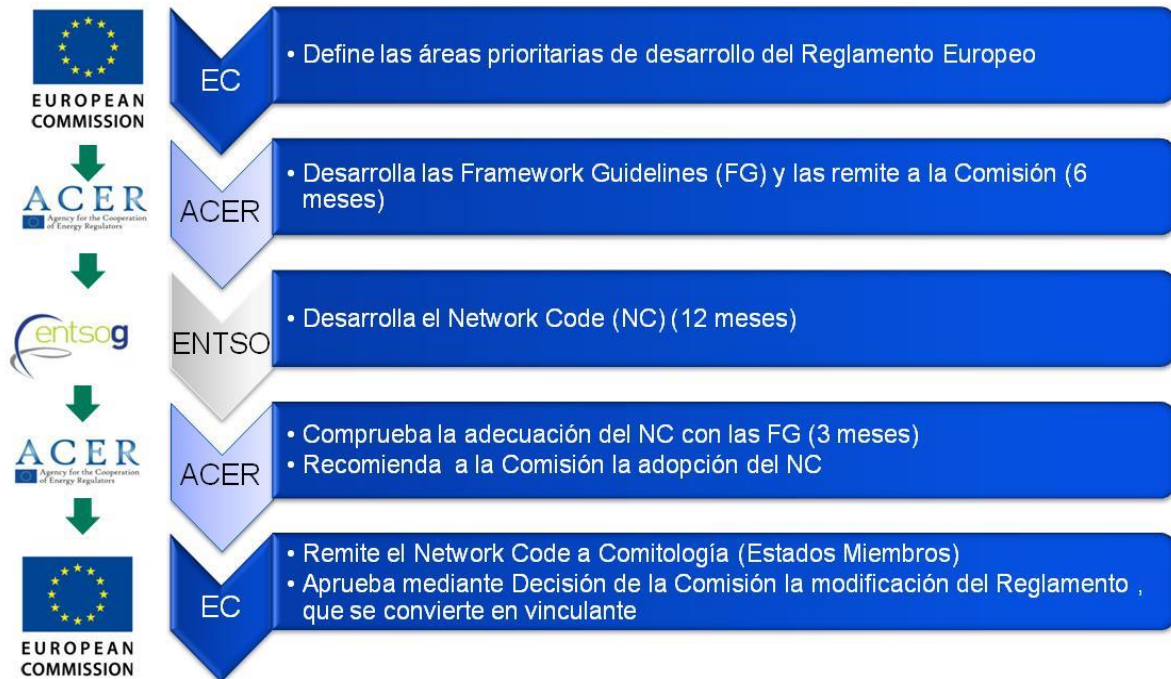 EUROPEAN
COMMISSION
EC
• Define las áreas prioritarias de desarrollo del Reglamento Europeo
ACER
Agency for the Cooperation
of Energy Regulators
ACER
• Desarrolla las Framework Guidelines (FG) y las remite a la Comisión (6
meses)
entsog
ENTSO
• Desarrolla el Network Code (NC) (12 meses)
ACER
Agency for the Cooperation
of Energy Regulators
ACER
• Comprueba la adecuación del NC con las FG (3 meses)
• Recomienda a la Comisión la adopción del NC
EUROPEAN
COMMISSION
EC
• Remite el Network Code a Comitología (Estados Miembros)
• Aprueba mediante Decisión de la Comisión la modificación del Reglamento ,
que se convierte en vinculante